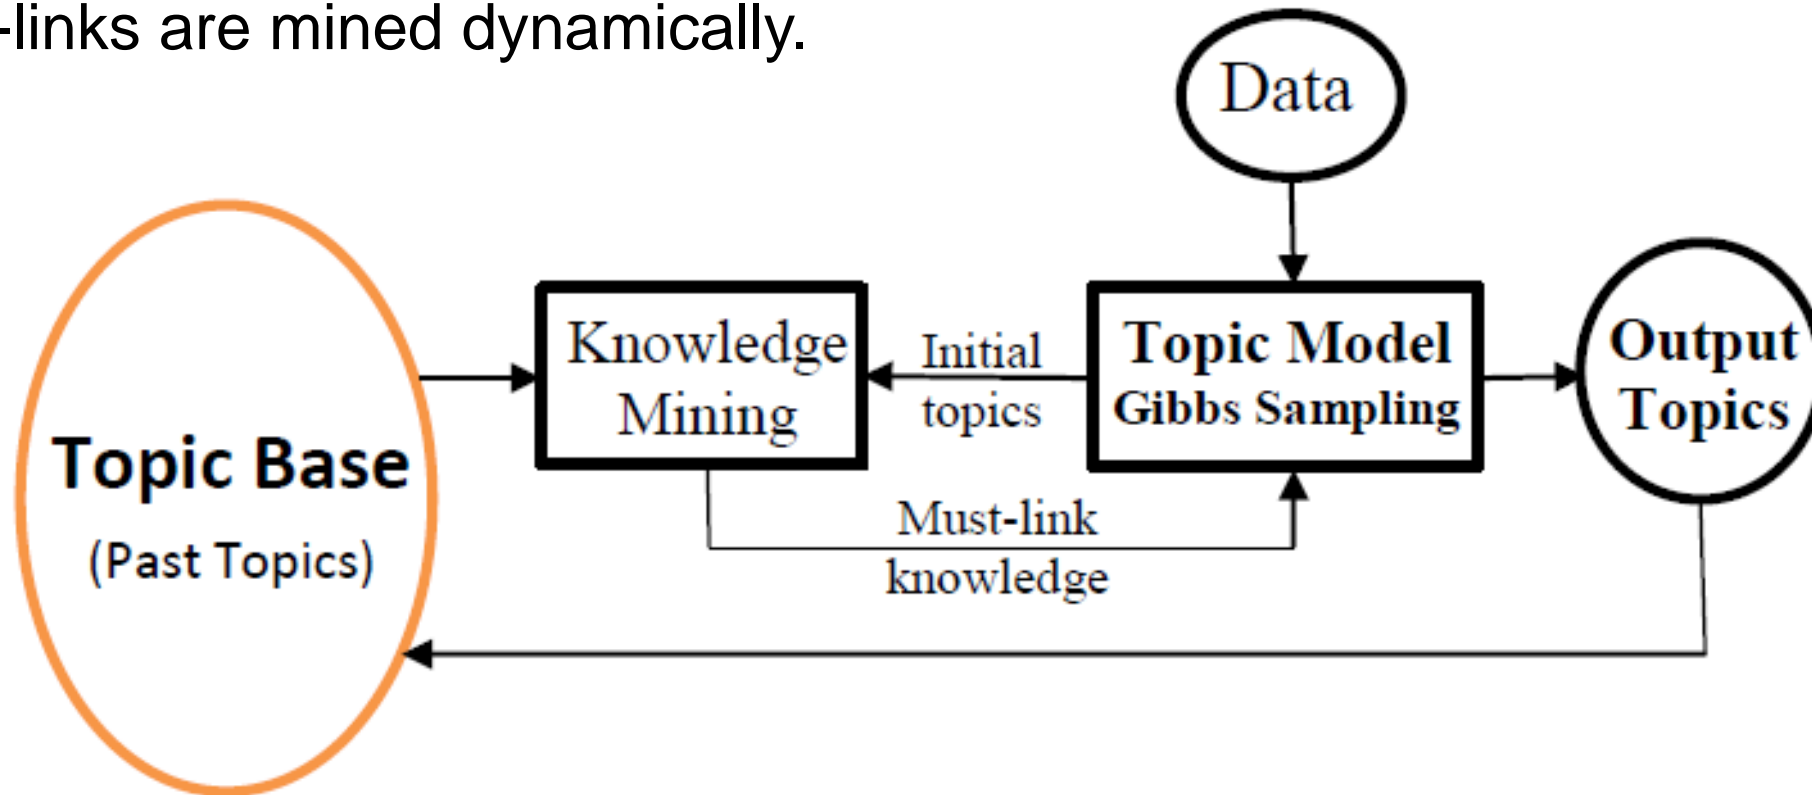 -links are mined dynamically.
Data
Topic Base
(Past Topics)
Knowledge
Mining
Initial
topics
Topic Model
Gibbs Sampling
Output
Topics
Must-link
knowledge